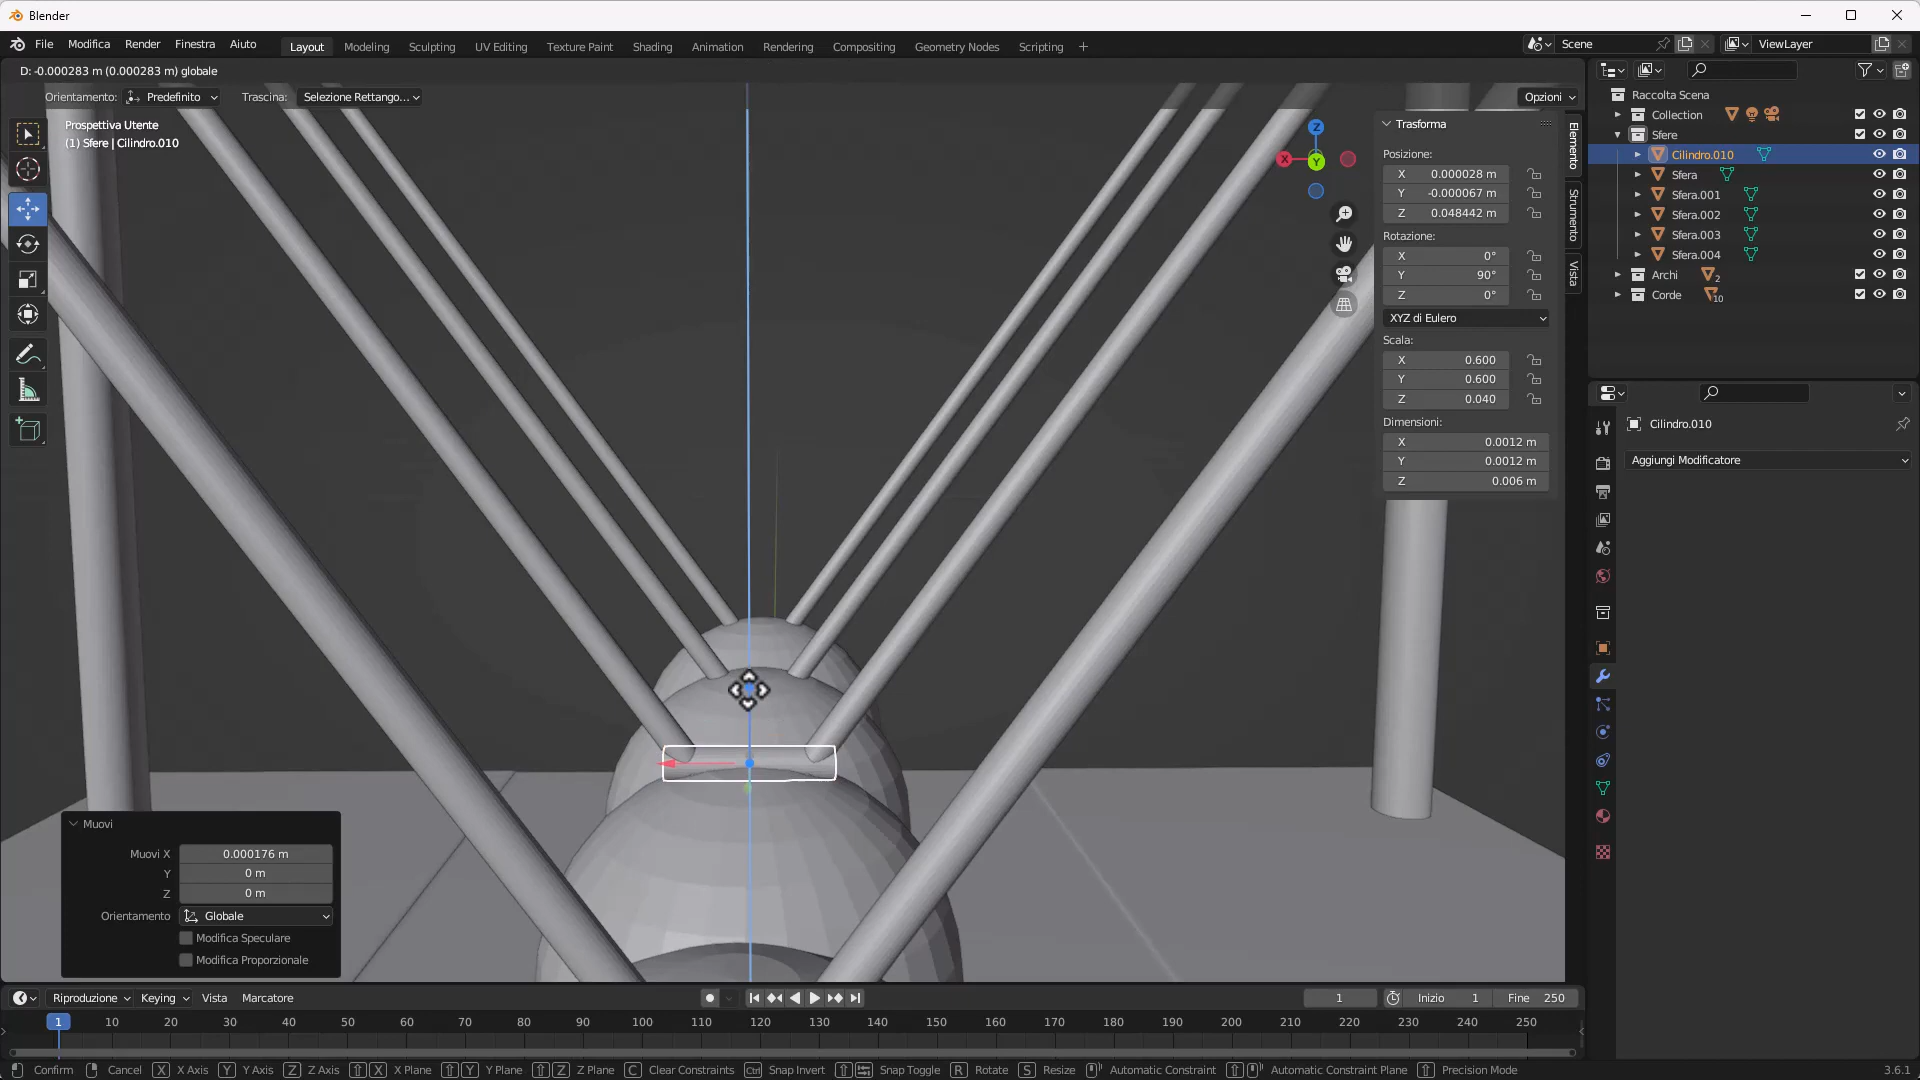 Blender
File Modifica Render Finestra Aiuto Layout Modeling Sculpting UV Editing Texture Paint Shading Animation Rendering Compositing Geometry Nodes Scripting + Scene ViewLayer
D: -0.000283 m (0.000283 m) globale
Orientamento: Predefinito Trascina: Selezione Rettango... Opzioni
Prospettiva Utente
(1) Sfere | Cilindro.010
Z
X
Y
Trasforma
Posizione:
X 0.000028 m
Y -0.000067 m
Z 0.048442 m
Rotazione:
X 0°
Y 90°
Z 0°
XYZ di Eulero
Scala:
X 0.600
Y 0.600
Z 0.040
Dimensioni:
X 0.0012 m
Y 0.0012 m
Z 0.006 m
Elemento
Strumento
Vista
Raccolta Scena
Collection
Sfere
Cilindro.010
Sfera
Sfera.001
Sfera.002
Sfera.003
Sfera.004
Archi 2
Corde 10
Cilindro.010
Aggiungi Modificatore
Muovi
Muovi X 0.000176 m
Y 0 m
Z 0 m
Orientamento Globale
Modifica Speculare
Modifica Proporzionale
Riproduzione Keying Vista Marcatore 1 Inizio 1 Fine 250
1 10 20 30 40 50 60 70 80 90 100 110 120 130 140 150 160 170 180 190 200 210 220 230 240 250
Confirm Cancel X X Axis Y Y Axis Z Z Axis X X Plane Y Y Plane Z Z Plane C Clear Constraints Ctrl Snap Invert Snap Toggle R Rotate S Resize Automatic Constraint Automatic Constraint Plane Precision Mode 3.6.1